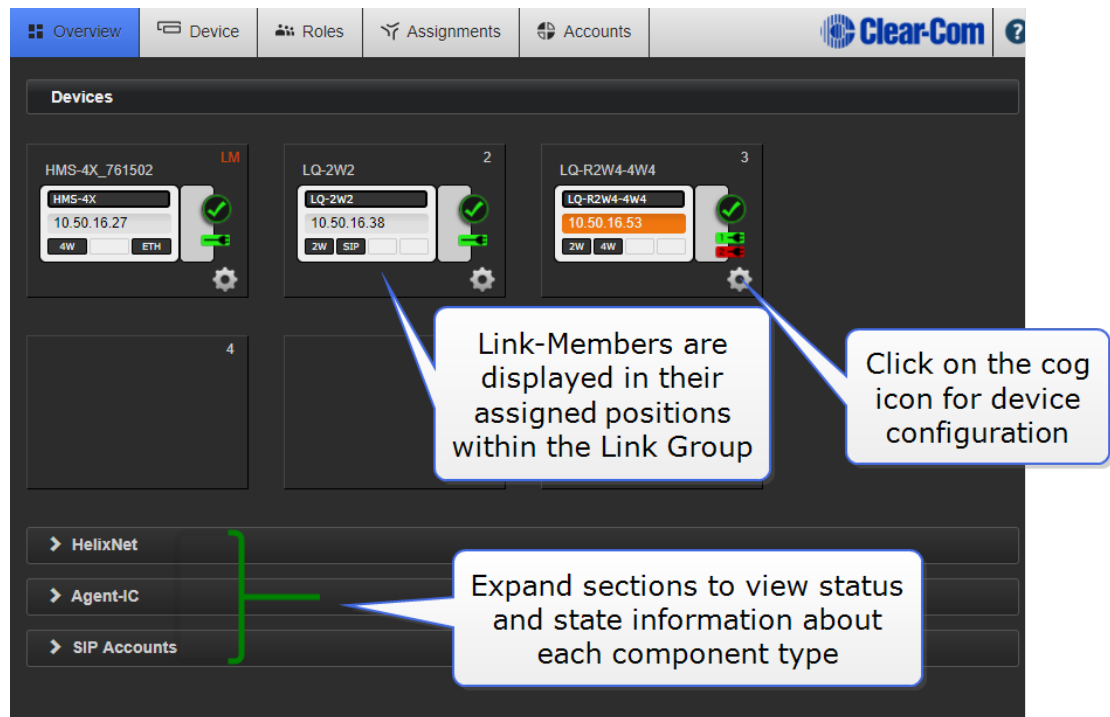 Overview
Device
Roles
Assignments
Accounts
Clear-Com
?
Devices
HMS-4X_761502
LM
HMS-4X
10.50.16.27
4W
ETH
LQ-2W2
2
LQ-2W2
10.50.16.38
2W
SIP
LQ-R2W4-4W4
3
LQ-R2W4-4W4
10.50.16.53
2W
4W
1
2
4
Link-Members are
displayed in their
assigned positions
within the Link Group
Click on the cog
icon for device
configuration
HelixNet
Agent-IC
SIP Accounts
Expand sections to view status
and state information about
each component type